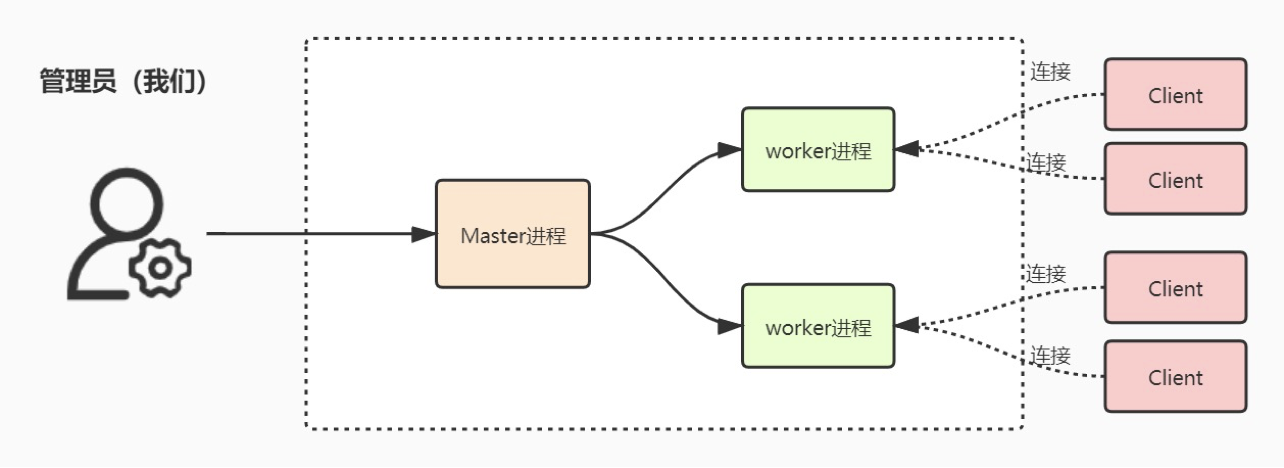 管理员（我们）
Master进程
worker进程
worker进程
连接
连接
连接
连接
Client
Client
Client
Client